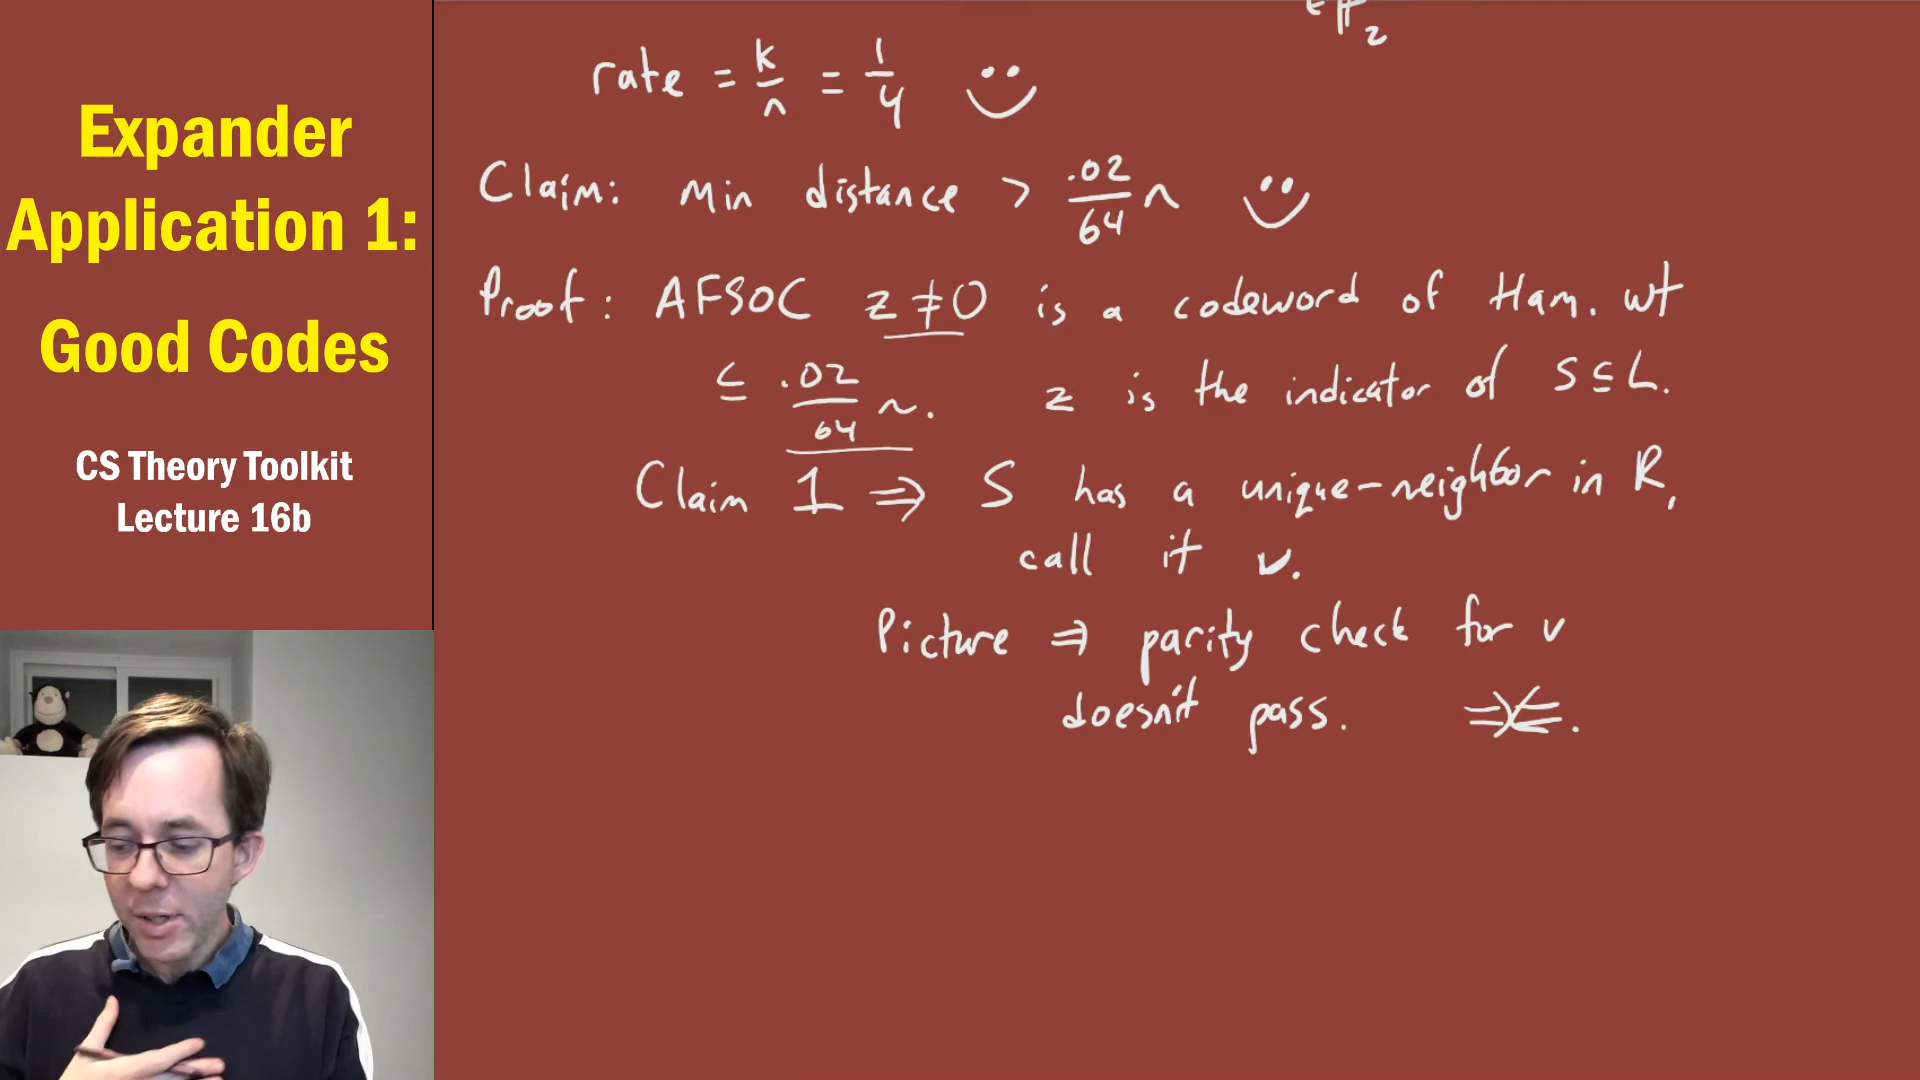 Expander
Application 1:
Good Codes
CS Theory Toolkit
Lecture 16b
rate = k/n = 1/4
Claim: Min distance > .02/64 n
Proof: AFSOC z ≠ 0 is a codeword of Ham. wt
≤ .02/64 n. z is the indicator of S ⊆ L.
Claim 1 ⇒ S has a unique-neighbor in R,
call it v.
Picture ⇒ parity check for v
doesn't pass. ⇒⇐.